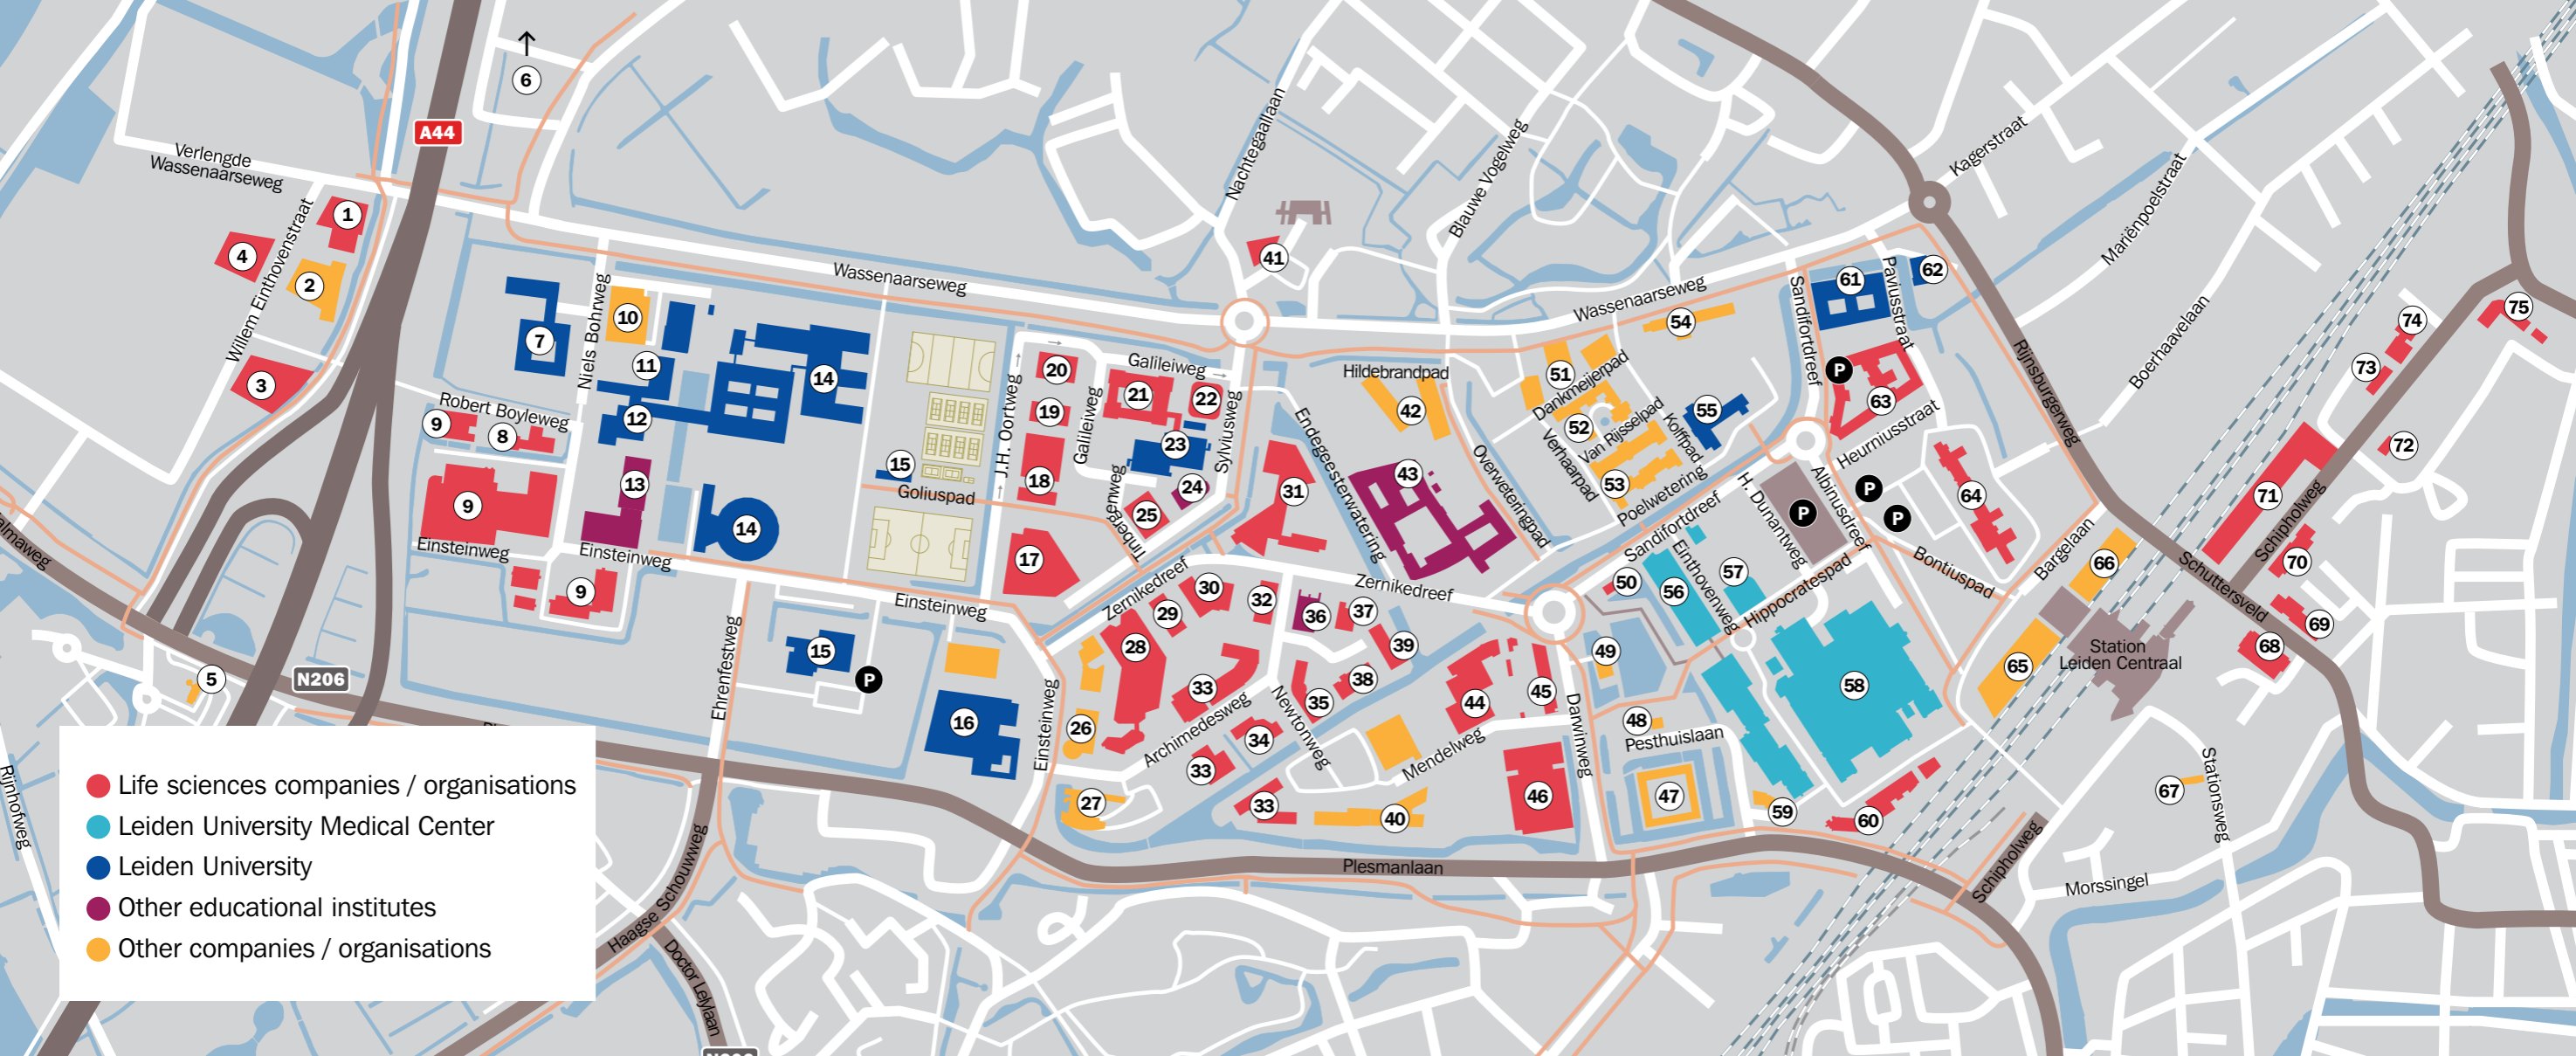 6
A44
Verlengde
Wassenaarseweg
Willem Einthovenstraat
1
4
2
3
Nachtegaallaan
41
Blauwe Vogelweg
Kagerstraat
Mariënpoelstraat
Boerhaavelaan
Rijnsburgerweg
Wassenaarseweg
Wassenaarseweg
Niels Bohrweg
7
10
11
12
14
Robert Boyleweg
9
8
9
13
14
15
Goliuspad
Einsteinweg
Einsteinweg
9
J.H. Oortweg
20
19
18
17
Galileiweg
Galileiweg
21
22
23
24
25
Sylviusweg
31
Endegeesterwatering
Hildebrandpad
42
43
Overweteringpad
54
51
Dankmeijerpad
52
Van Rijsselpad
Verhaarpad
Kolffpad
53
55
Poelwetering
Sandifortdreef
Sandifortdreef
61
Paviusstraat
62
P
63
Heurniusstraat
P
P
P
Albinusdreef
H. Dunantweg
64
Bontiuspad
Bargelaan
66
65
Station
Leiden Centraal
Schuttersveld
Schipholweg
71
72
73
74
75
70
69
68
67
Stationsweg
Morssingel
Schipholweg
50
56
Einthovenweg
57
Hippocratespad
58
49
48
Pesthuislaan
47
59
60
Darwinweg
Zernikedreef
Zernikedreef
30
29
32
36
37
39
28
33
38
35
Newtonweg
Archimedesweg
34
33
33
44
45
Mendelweg
46
40
26
27
Plesmanlaan
Einsteinweg
Einsteinweg
Ehrenfestweg
15
P
16
5
N206
Rijnhofweg
Haagse Schouwweg
Doctor Lelylaan
Life sciences companies / organisations
Leiden University Medical Center
Leiden University
Other educational institutes
Other companies / organisations